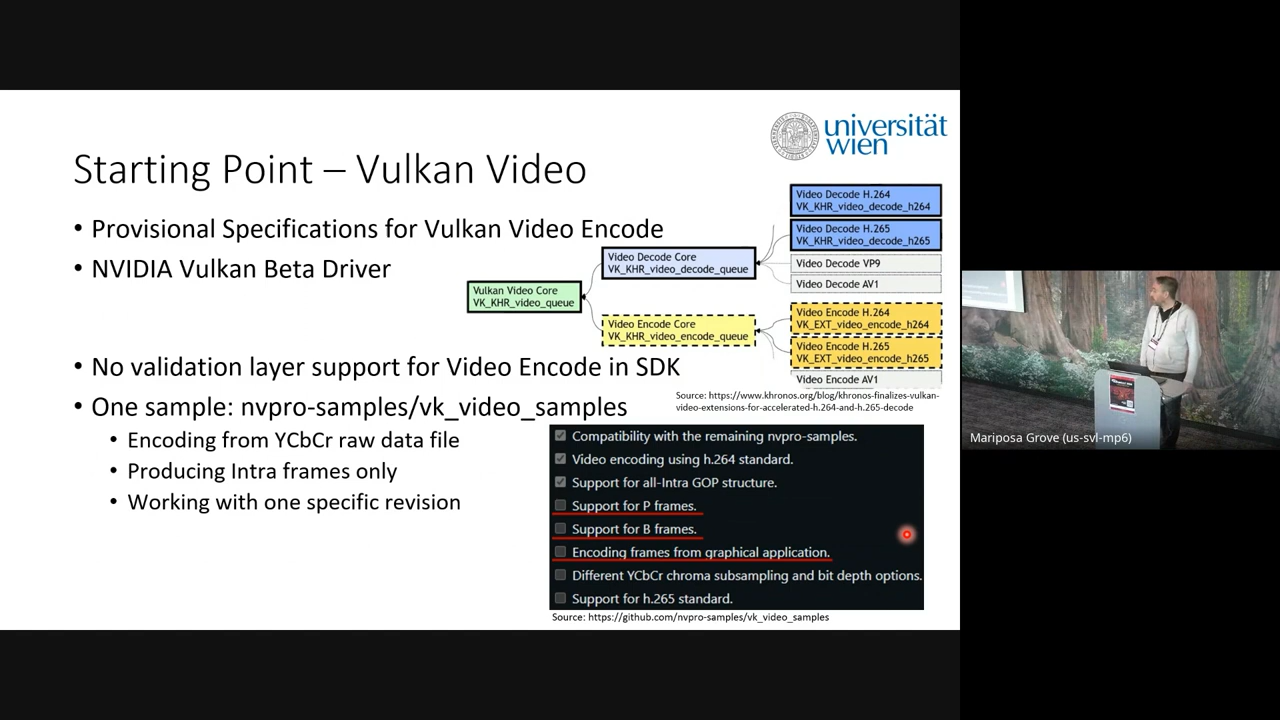 universität
wien
Starting Point – Vulkan Video
• Provisional Specifications for Vulkan Video Encode
• NVIDIA Vulkan Beta Driver
Vulkan Video Core
VK_KHR_video_queue
Video Decode Core
VK_KHR_video_decode_queue
Video Encode Core
VK_KHR_video_encode_queue
Video Decode H.264
VK_KHR_video_decode_h264
Video Decode H.265
VK_KHR_video_decode_h265
Video Decode VP9
Video Decode AV1
Video Encode H.264
VK_EXT_video_encode_h264
Video Encode H.265
VK_EXT_video_encode_h265
Video Encode AV1
Source: https://www.khronos.org/blog/khronos-finalizes-vulkan-
video-extensions-for-accelerated-h.264-and-h.265-decode
• No validation layer support for Video Encode in SDK
• One sample: nvpro-samples/vk_video_samples
• Encoding from YCbCr raw data file
• Producing Intra frames only
• Working with one specific revision
Compatibility with the remaining nvpro-samples.
Video encoding using h.264 standard.
Support for all-Intra GOP structure.
Support for P frames.
Support for B frames.
Encoding frames from graphical application.
Different YCbCr chroma subsampling and bit depth options.
Support for h.265 standard.
Source: https://github.com/nvpro-samples/vk_video_samples
Mariposa Grove (us-svl-mp6)